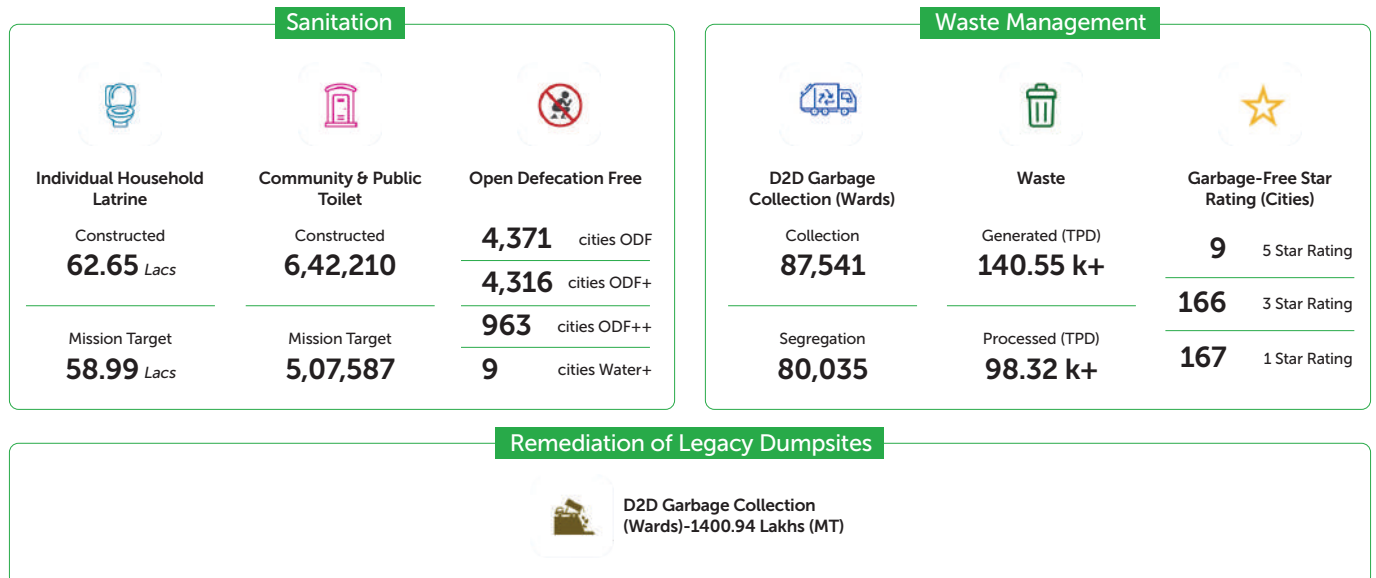 Sanitation
Individual Household
Latrine
Constructed
62.65 Lacs
Mission Target
58.99 Lacs
Community & Public
Toilet
Constructed
6,42,210
Mission Target
5,07,587
Open Defecation Free
4,371 cities ODF
4,316 cities ODF+
963 cities ODF++
9 cities Water+
Waste Management
D2D Garbage
Collection (Wards)
Collection
87,541
Segregation
80,035
Waste
Generated (TPD)
140.55 k+
Processed (TPD)
98.32 k+
Garbage-Free Star
Rating (Cities)
9 5 Star Rating
166 3 Star Rating
167 1 Star Rating
Remediation of Legacy Dumpsites
D2D Garbage Collection
(Wards)-1400.94 Lakhs (MT)